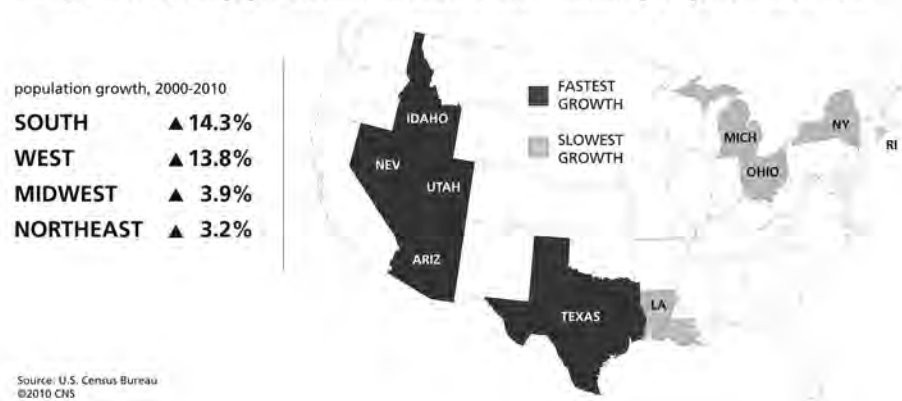 population growth, 2000-2010
SOUTH ▲ 14.3%
WEST ▲ 13.8%
MIDWEST ▲ 3.9%
NORTHEAST ▲ 3.2%
FASTEST
GROWTH
SLOWEST
GROWTH
IDAHO
NEV
UTAH
ARIZ
TEXAS
LA
MICH
OHIO
NY
RI
Source: U.S. Census Bureau
©2010 CNS